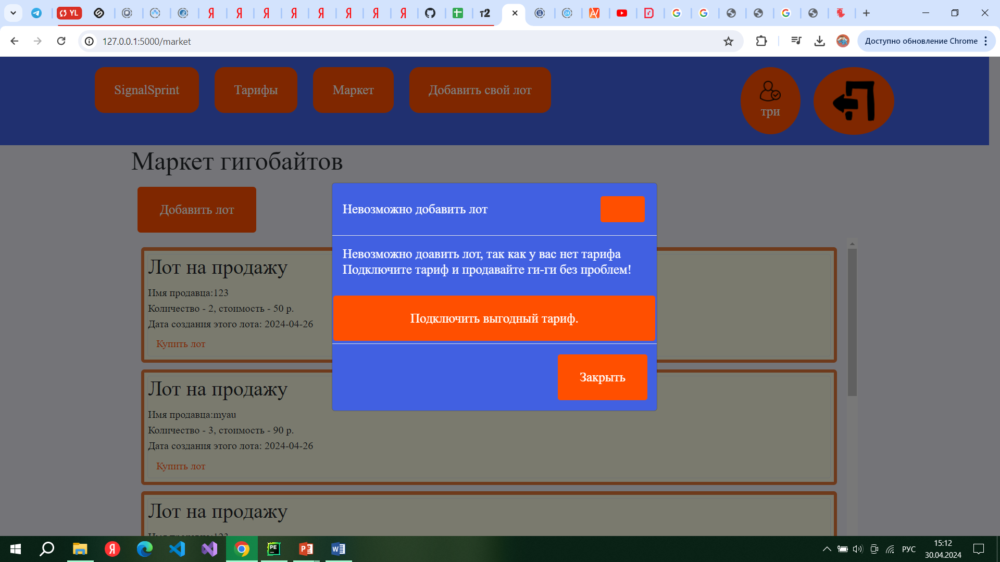 YL
Я
Я
Я
Я
Я
Я
Я
Я
T2
127.0.0.1:5000/market
Доступно обновление Chrome
SignalSprint
Тарифы
Маркет
Добавить свой лот
три
Маркет гигобайтов
Добавить лот
Невозможно добавить лот
Невозможно доавить лот, так как у вас нет тарифа
Подключите тариф и продавайте ги-ги без проблем!
Подключить выгодный тариф.
Закрыть
Лот на продажу
Имя продавца:123
Количество - 2, стоимость - 50 р.
Дата создания этого лота: 2024-04-26
Купить лот
Лот на продажу
Имя продавца:myau
Количество - 3, стоимость - 90 р.
Дата создания этого лота: 2024-04-26
Купить лот
Лот на продажу
Имя продавца:123
Я
PE
P
W
РУС
15:12
30.04.2024